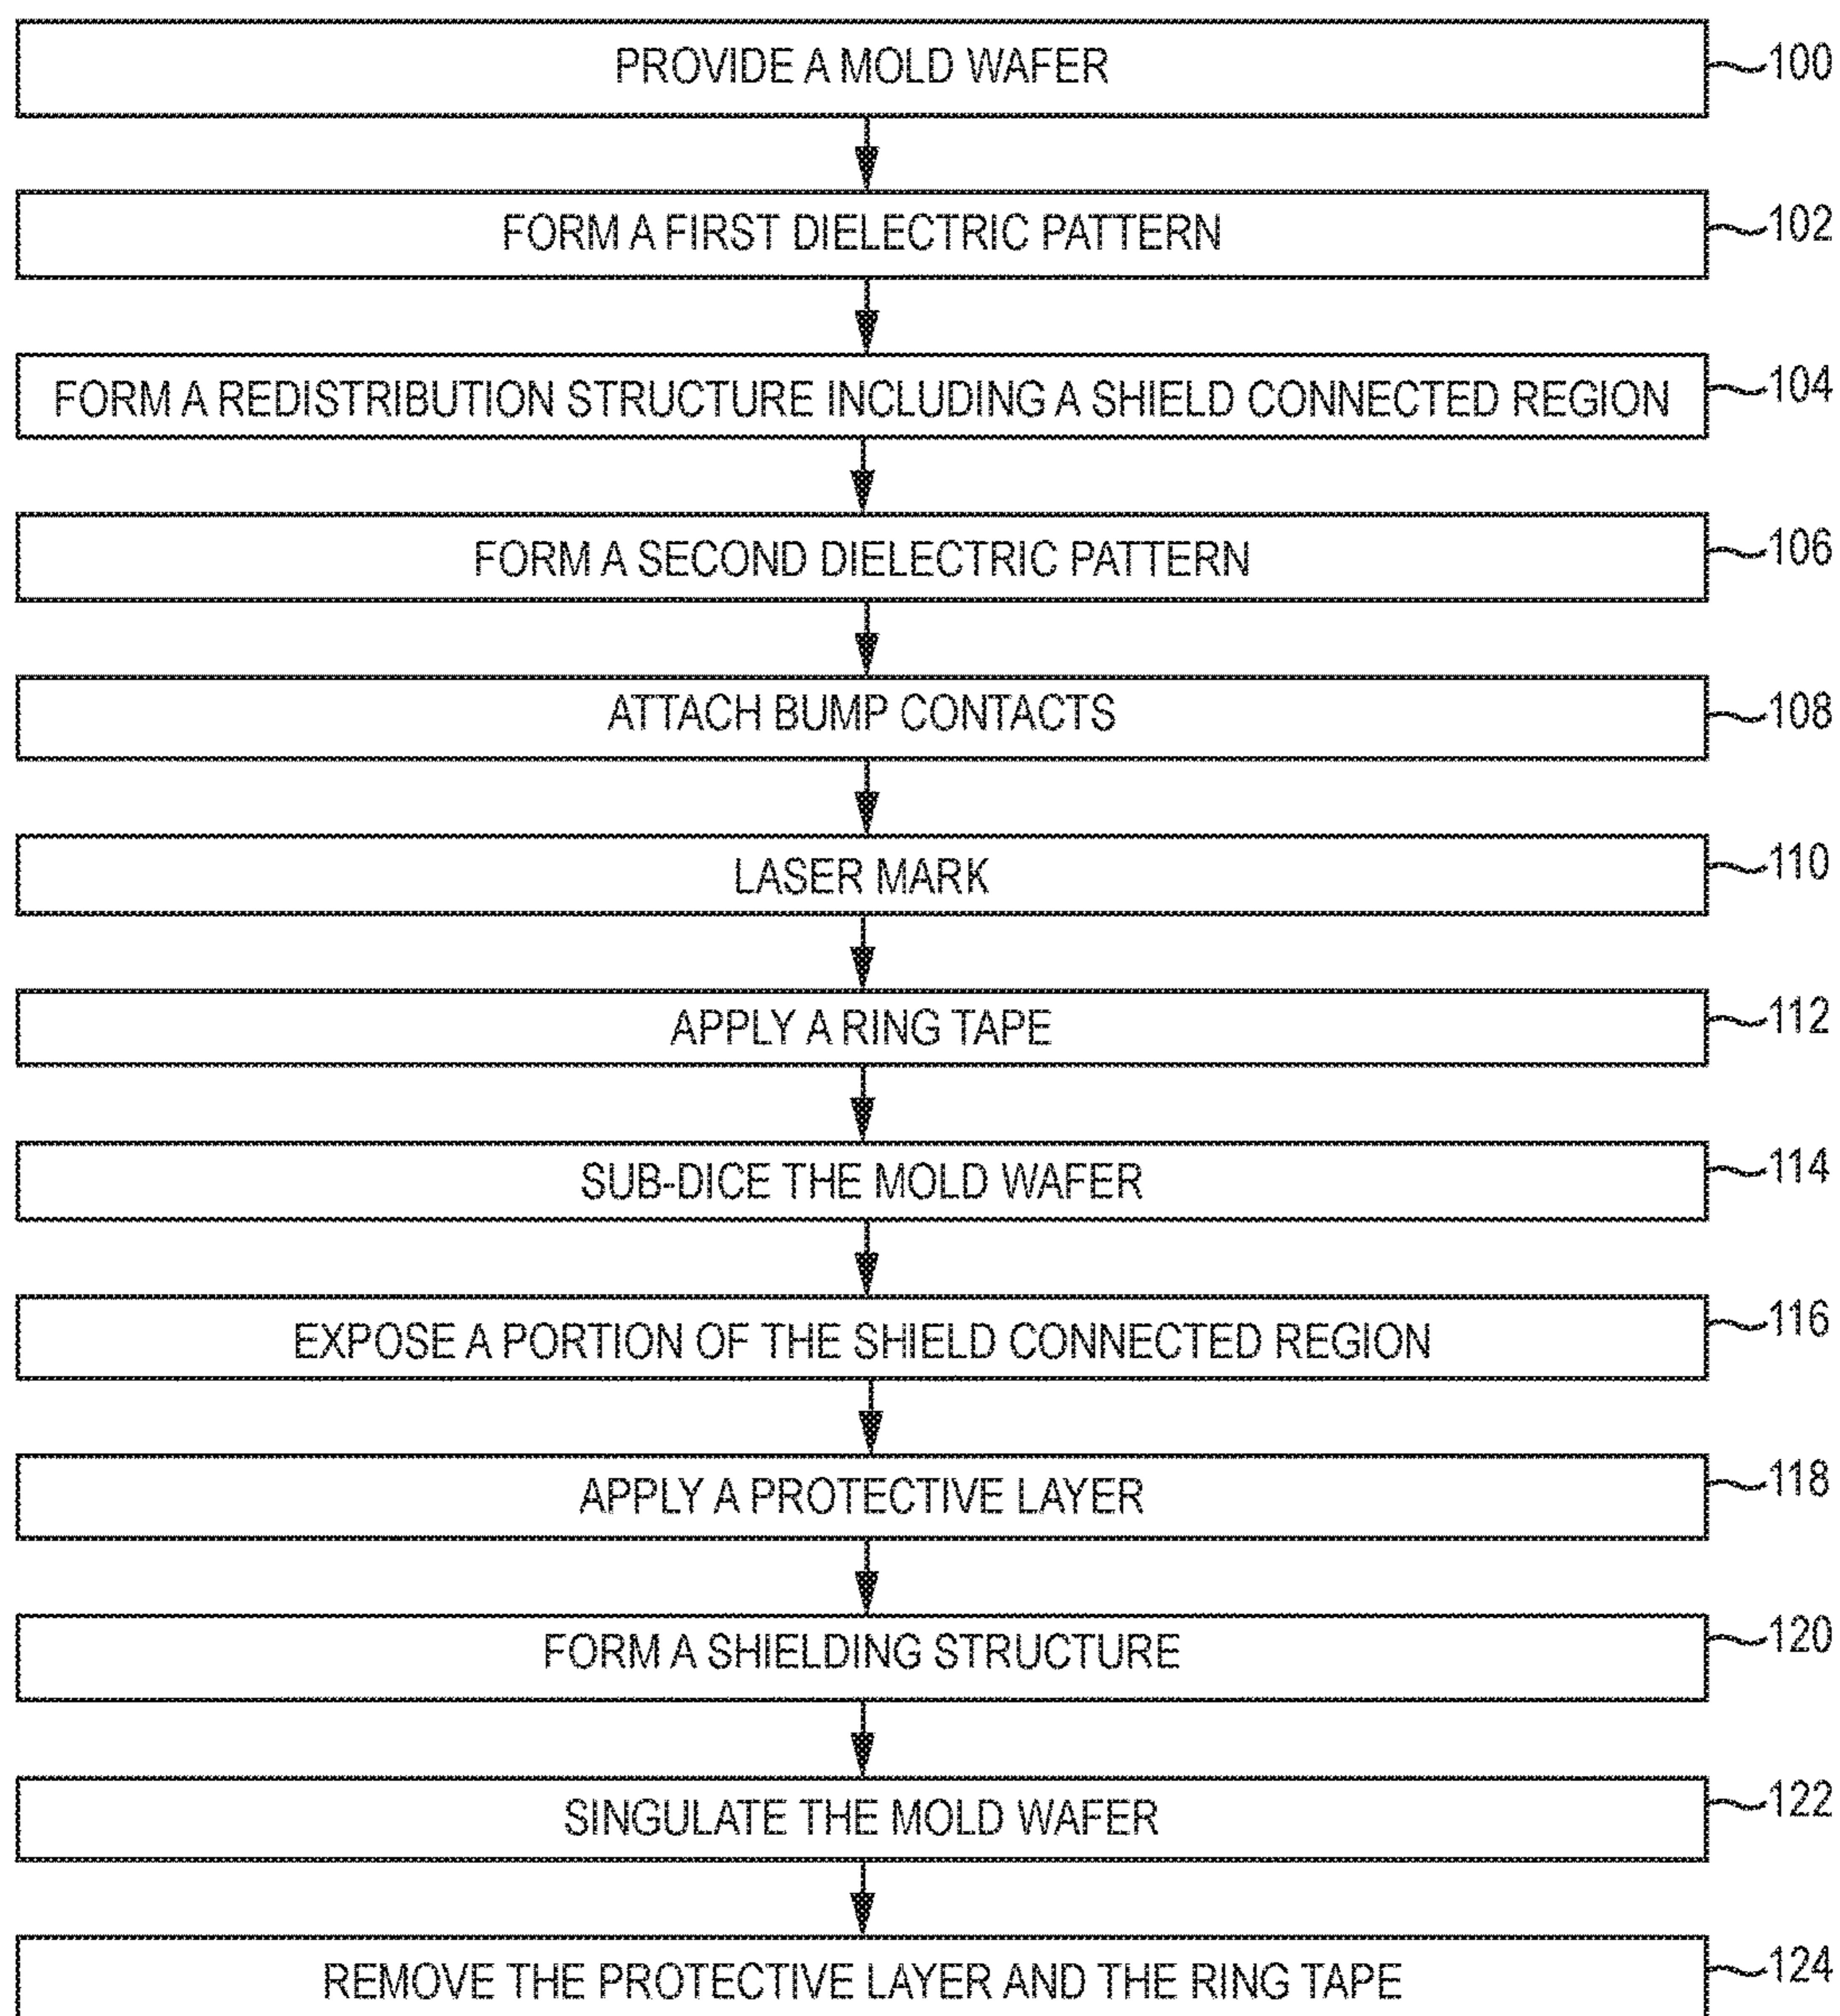 PROVIDE A MOLD WAFER 100
FORM A FIRST DIELECTRIC PATTERN 102
FORM A REDISTRIBUTION STRUCTURE INCLUDING A SHIELD CONNECTED REGION 104
FORM A SECOND DIELECTRIC PATTERN 106
ATTACH BUMP CONTACTS 108
LASER MARK 110
APPLY A RING TAPE 112
SUB-DICE THE MOLD WAFER 114
EXPOSE A PORTION OF THE SHIELD CONNECTED REGION 116
APPLY A PROTECTIVE LAYER 118
FORM A SHIELDING STRUCTURE 120
SINGULATE THE MOLD WAFER 122
REMOVE THE PROTECTIVE LAYER AND THE RING TAPE 124